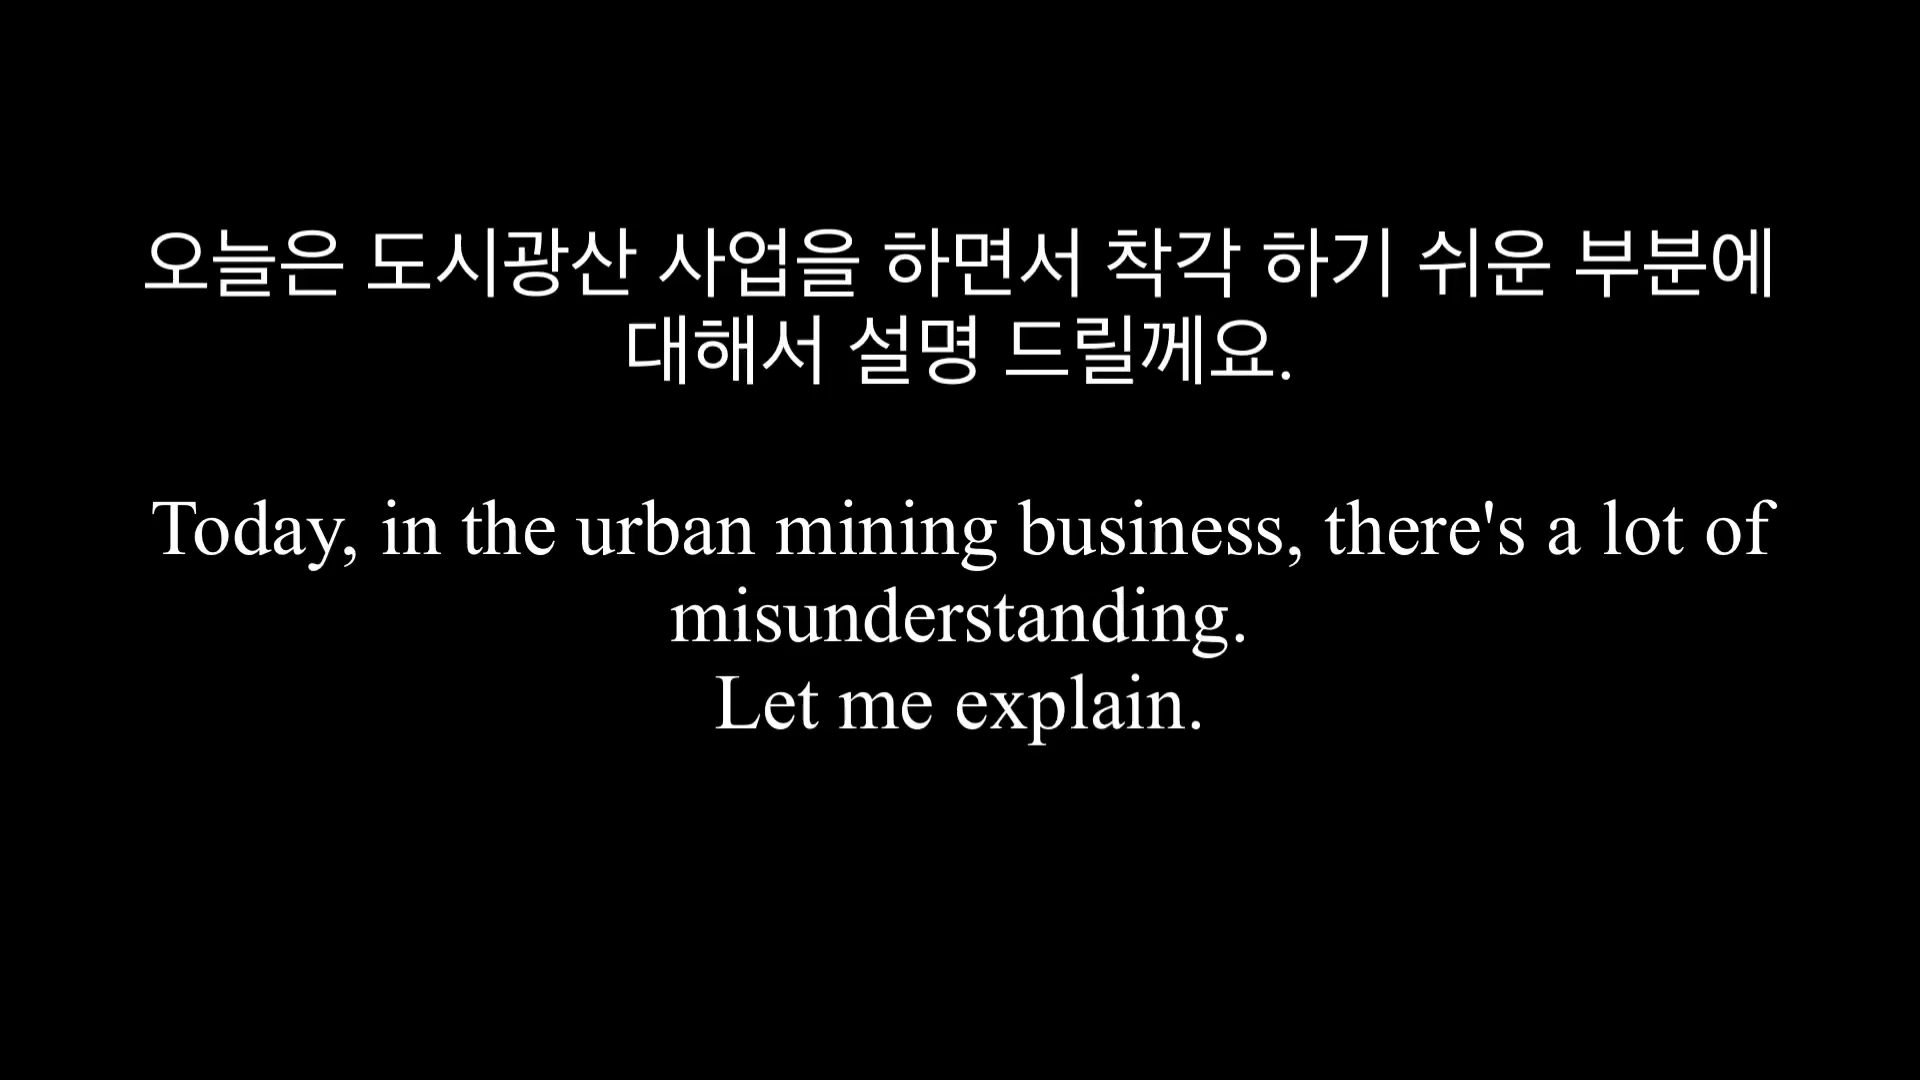 오늘은 도시광산 사업을 하면서 착각 하기 쉬운 부분에
대해서 설명 드릴께요.
Today, in the urban mining business, there's a lot of
misunderstanding.
Let me explain.